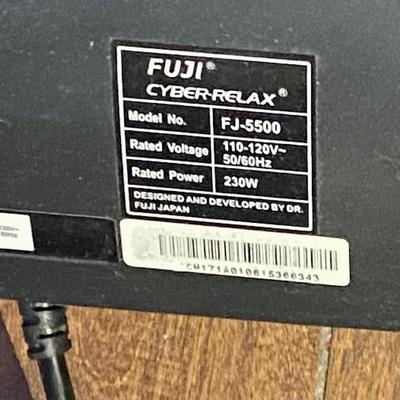 FUJI®
CYBER-RELAX®
Model No. FJ-5500
Rated Voltage 110-120V~
50/60Hz
Rated Power 230W
DESIGNED AND DEVELOPED BY DR.
FUJI JAPAN